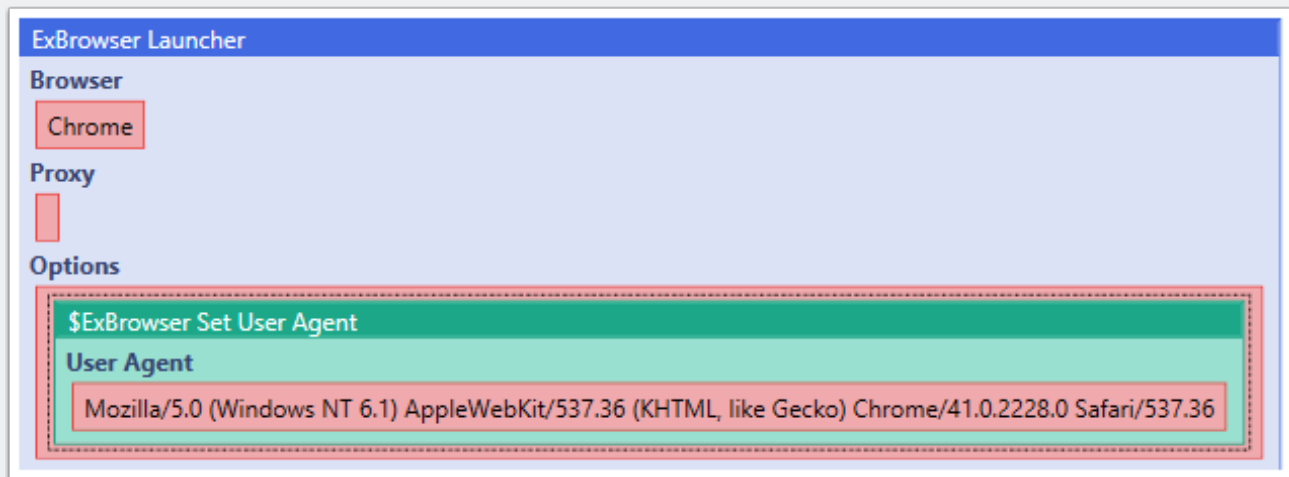 ExBrowser Launcher
Browser
Chrome
Proxy
Options
$ExBrowser Set User Agent
User Agent
Mozilla/5.0 (Windows NT 6.1) AppleWebKit/537.36 (KHTML, like Gecko) Chrome/41.0.2228.0 Safari/537.36